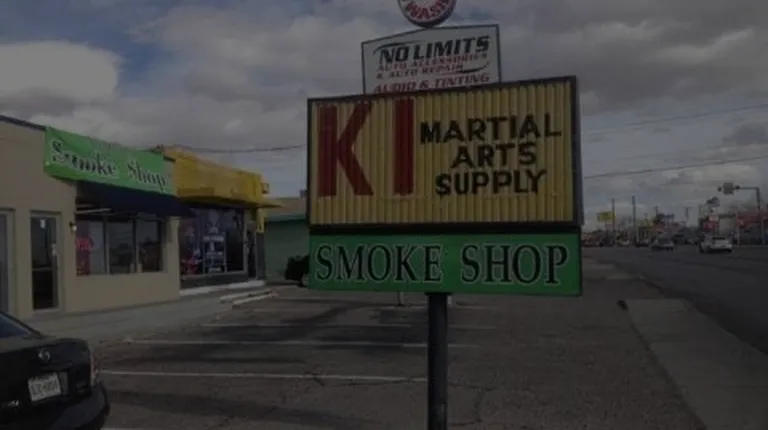 WASH
NO LIMITS
AUTO ACCESSORIES
& AUTO REPAIR
AUDIO & TINTING
KI MARTIAL
ARTS
SUPPLY
SMOKE SHOP
Smoke Shop